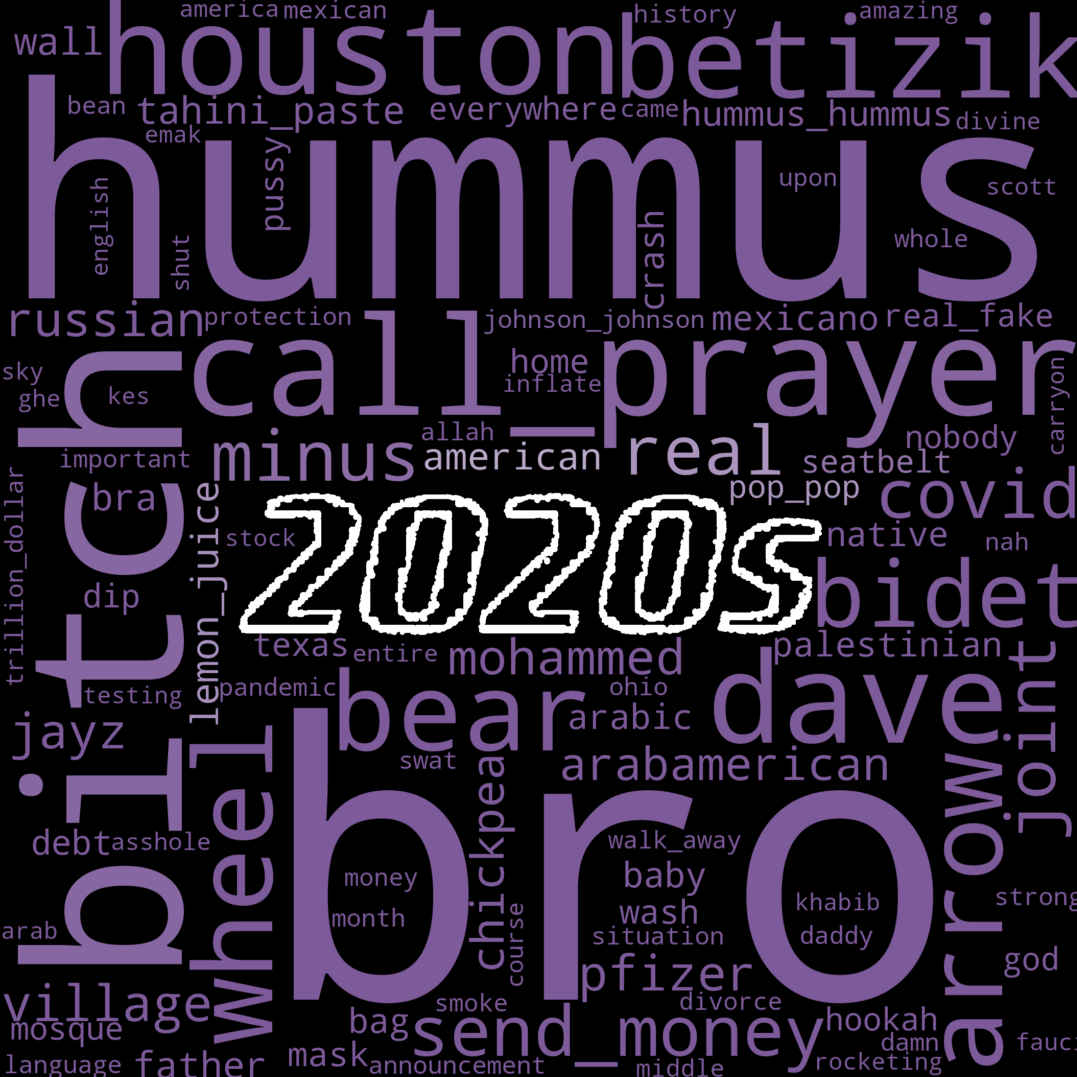 america mexican history amazing
wall houston betizik
bean tahini_paste everywhere came hummus_hummus divine
emak
hummus
pussy
upon
scott
english
shut
crash
whole
russian protection johnson_johnson mexicano real_fake
call_prayer
home
inflate
sky
ghe
kes
carryon
bitch
allah
nobody
minus american real seatbelt
important
pop_pop
covid
bra
lemon_juice
trillion_dollar
stock
2020s
native
nah
dip
bidet
texas entire mohammed palestinian
testing
pandemic
bear
ohio
dave
joint
jayz
arabic
swat
arabamerican
wheel
chickpea
arrow
bro
debt asshole
walk_away
money
baby
month
wash
khabib
strong
arab
course
situation
daddy
god
village
pfizer
smoke
divorce
mosque
bag
send_money
hookah
damn
fauci
language father mask announcement middle rocketing